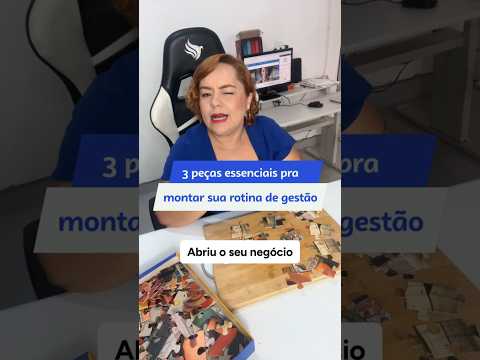 3 peças essenciais pra
montar sua rotina de gestão
Abriu o seu negócio